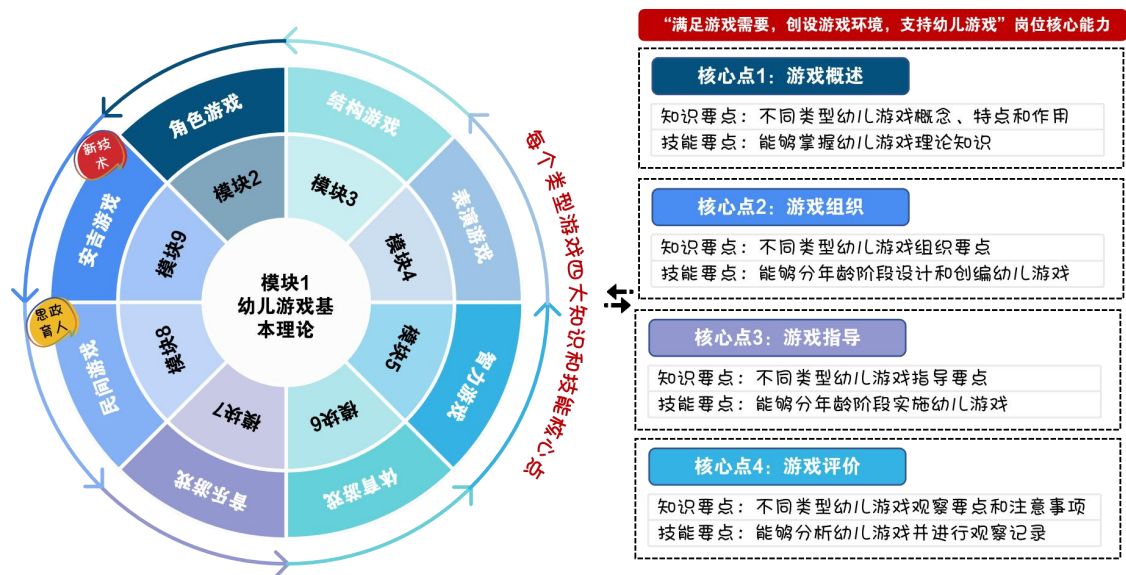 “满足游戏需要，创设游戏环境，支持幼儿游戏”岗位核心能力
角色游戏
结构游戏
表演游戏
智力游戏
体育游戏
音乐游戏
民间游戏
安吉游戏
新技
术
思政
育人
模块2
模块3
模块4
模块5
模块6
模块7
模块8
模块9
模块1
幼儿游戏基
本理论
每个类型游戏四大知识和技能核心点
核心点1：游戏概述
知识要点：不同类型幼儿游戏概念、特点和作用
技能要点：能够掌握幼儿游戏理论知识
核心点2：游戏组织
知识要点：不同类型幼儿游戏组织要点
技能要点：能够分年龄阶段设计和创编幼儿游戏
核心点3：游戏指导
知识要点：不同类型幼儿游戏指导要点
技能要点：能够分年龄阶段实施幼儿游戏
核心点4：游戏评价
知识要点：不同类型幼儿游戏观察要点和注意事项
技能要点：能够分析幼儿游戏并进行观察记录